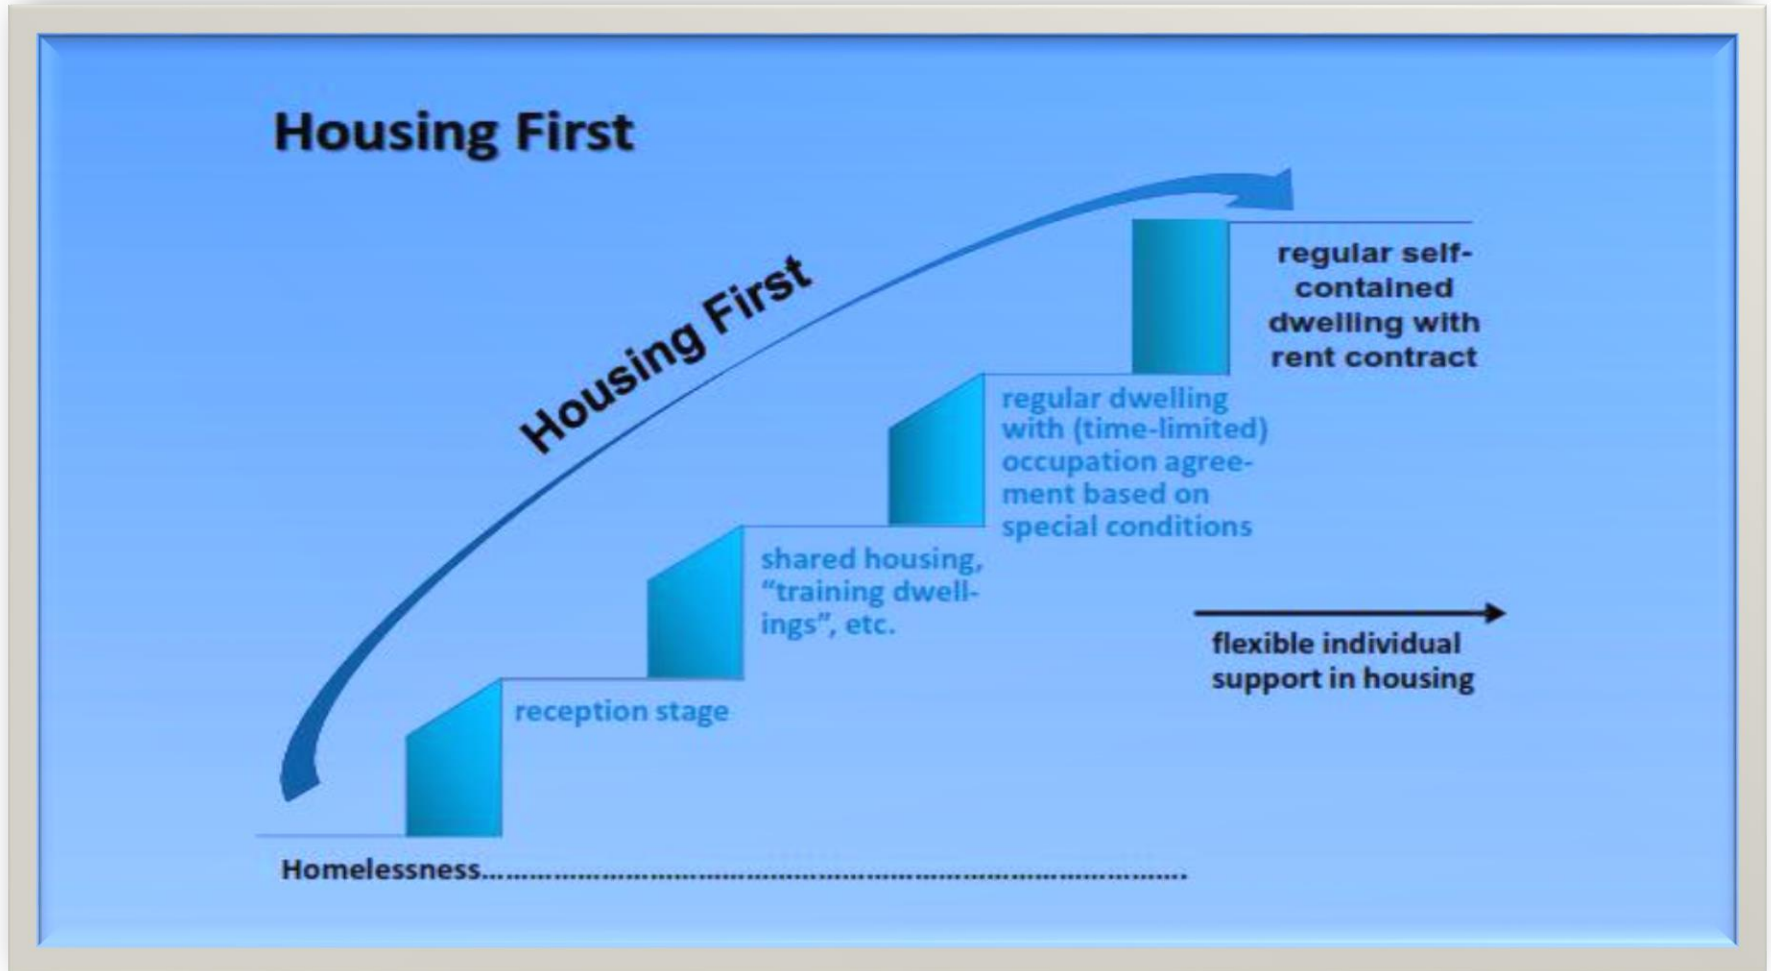 Housing First
Housing First
regular self-
contained
dwelling with
rent contract
regular dwelling
with (time-limited)
occupation agree-
ment based on
special conditions
shared housing,
“training dwell-
ings”, etc.
flexible individual
support in housing
reception stage
Homelessness……………………………………………………………………………….